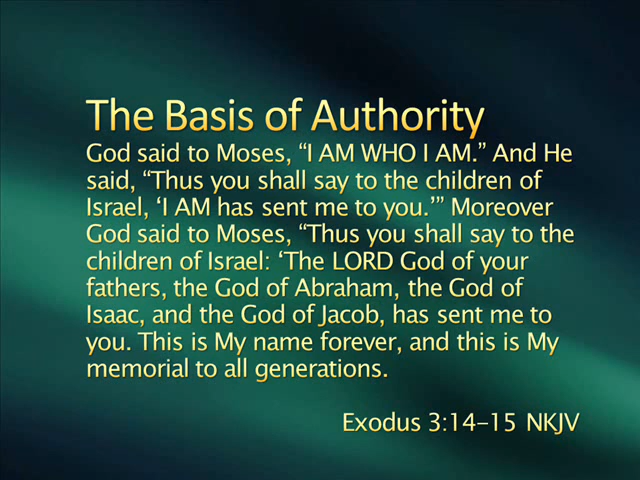 The Basis of Authority
God said to Moses, “I AM WHO I AM.” And He
said, “Thus you shall say to the children of
Israel, ‘I AM has sent me to you.’” Moreover
God said to Moses, “Thus you shall say to the
children of Israel: ‘The LORD God of your
fathers, the God of Abraham, the God of
Isaac, and the God of Jacob, has sent me to
you. This is My name forever, and this is My
memorial to all generations.
Exodus 3:14–15 NKJV